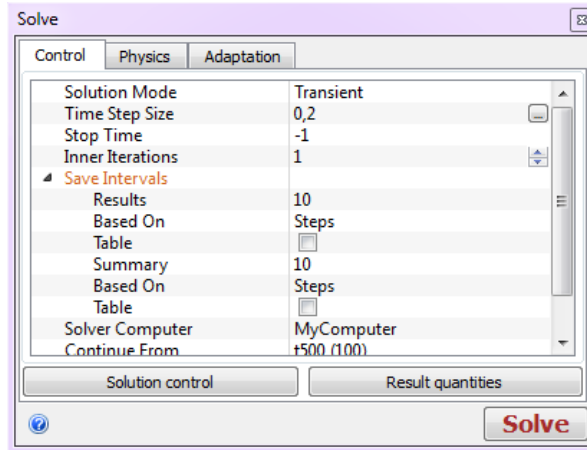 Solve
Control Physics Adaptation
Solution Mode Transient
Time Step Size 0,2
Stop Time -1
Inner Iterations 1
Save Intervals
Results 10
Based On Steps
Table
Summary 10
Based On Steps
Table
Solver Computer MyComputer
Continue From t500 (100)
Solution control Result quantities
Solve